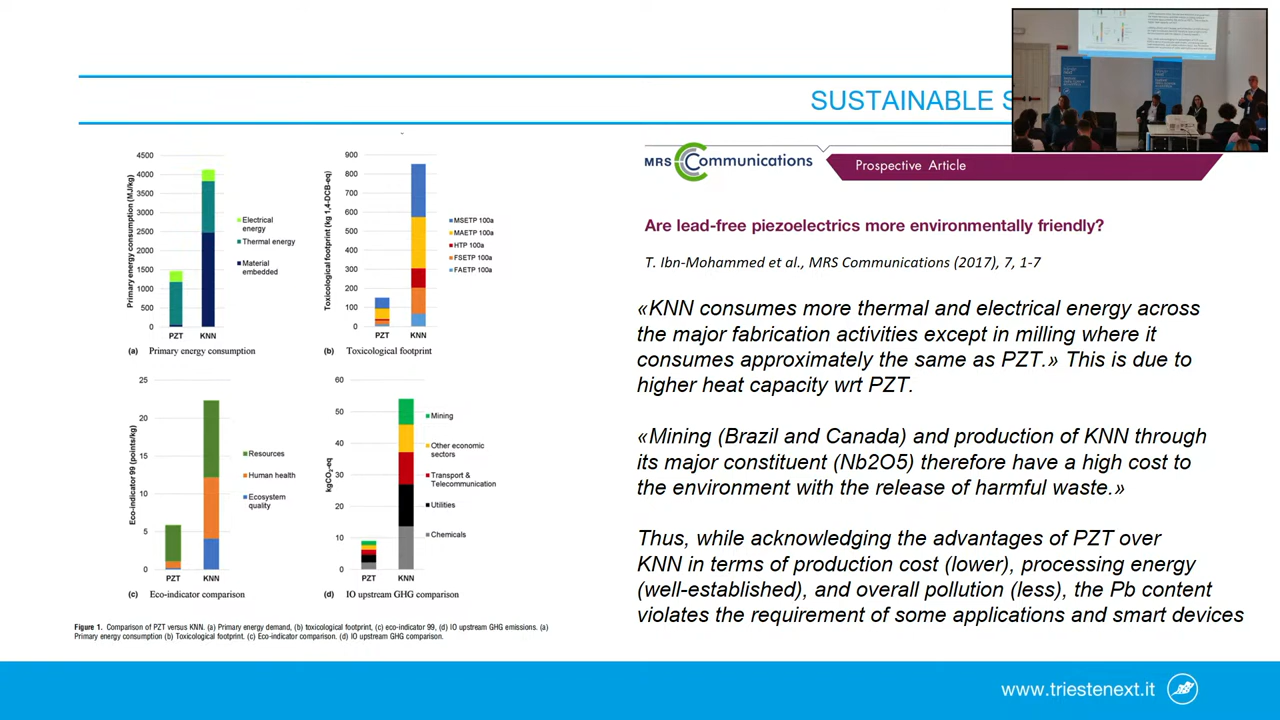 SUSTAINABLE S
4500
4000
3500
3000
2500
2000
1500
1000
500
0
Primary energy consumption (MJ/kg)
PZT KNN
Electrical
energy
Thermal energy
Material
embedded
(a) Primary energy consumption
900
800
700
600
500
400
300
200
100
0
Toxicological footprint (kg 1,4-DCB-eq)
PZT KNN
MSETP 100a
MAETP 100a
HTP 100a
FSETP 100a
FAETP 100a
(b) Toxicological footprint
25
20
15
10
5
0
Eco-indicator 99 (points/kg)
PZT KNN
Resources
Human health
Ecosystem
quality
(c) Eco-indicator comparison
60
50
40
30
20
10
0
kgCO2-eq
PZT KNN
Mining
Other economic
sectors
Transport &
Telecommunication
Utilities
Chemicals
(d) IO upstream GHG comparison
Figure 1. Comparison of PZT versus KNN. (a) Primary energy demand, (b) toxicological footprint, (c) eco-indicator 99, (d) IO upstream GHG emissions. (a)
Primary energy consumption (b) Toxicological footprint. (c) Eco-indicator comparison. (d) IO upstream GHG comparison.
MRS Communications
Prospective Article
Are lead-free piezoelectrics more environmentally friendly?
T. Ibn-Mohammed et al., MRS Communications (2017), 7, 1-7
«KNN consumes more thermal and electrical energy across
the major fabrication activities except in milling where it
consumes approximately the same as PZT.» This is due to
higher heat capacity wrt PZT.
«Mining (Brazil and Canada) and production of KNN through
its major constituent (Nb2O5) therefore have a high cost to
the environment with the release of harmful waste.»
Thus, while acknowledging the advantages of PZT over
KNN in terms of production cost (lower), processing energy
(well-established), and overall pollution (less), the Pb content
violates the requirement of some applications and smart devices
www.triestenext.it